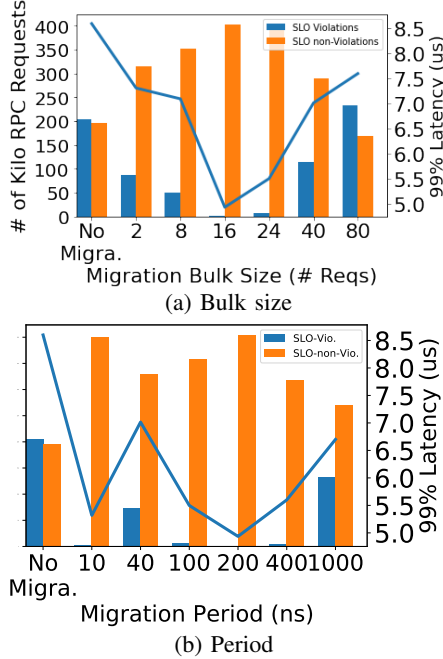 # of Kilo RPC Requests
400
350
300
250
200
150
100
50
0
SLO Violations
SLO non-Violations
8.5
8.0
7.5
7.0
6.5
6.0
5.5
5.0
99% Latency (us)
No Migra.
2
8
16
24
40
80
Migration Bulk Size (# Reqs)
(a) Bulk size
SLO-Vio.
SLO-non-Vio.
8.5
8.0
7.5
7.0
6.5
6.0
5.5
5.0
99% Latency (us)
No Migra.
10
40
100
200
400
1000
Migration Period (ns)
(b) Period